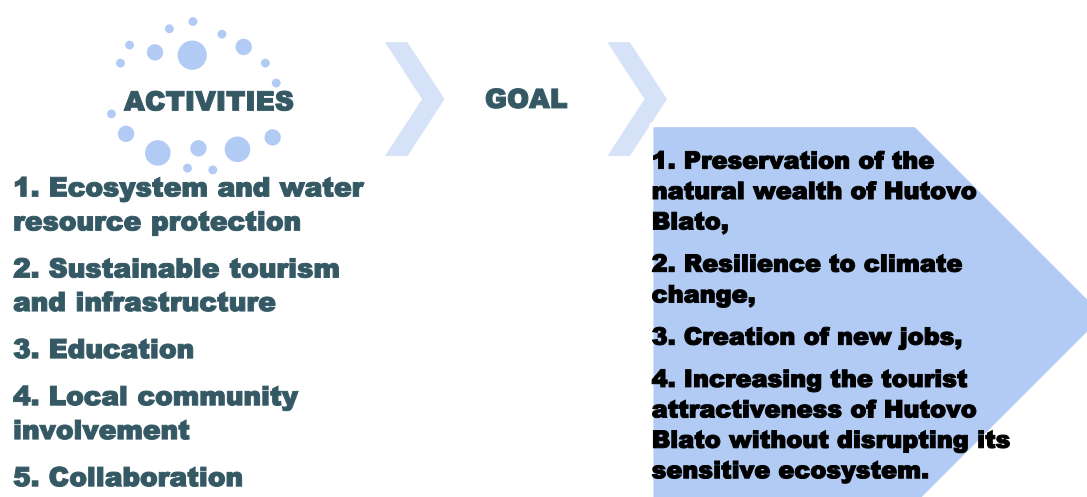 ACTIVITIES
1. Ecosystem and water
resource protection
2. Sustainable tourism
and infrastructure
3. Education
4. Local community
involvement
5. Collaboration
GOAL
1. Preservation of the
natural wealth of Hutovo
Blato,
2. Resilience to climate
change,
3. Creation of new jobs,
4. Increasing the tourist
attractiveness of Hutovo
Blato without disrupting its
sensitive ecosystem.